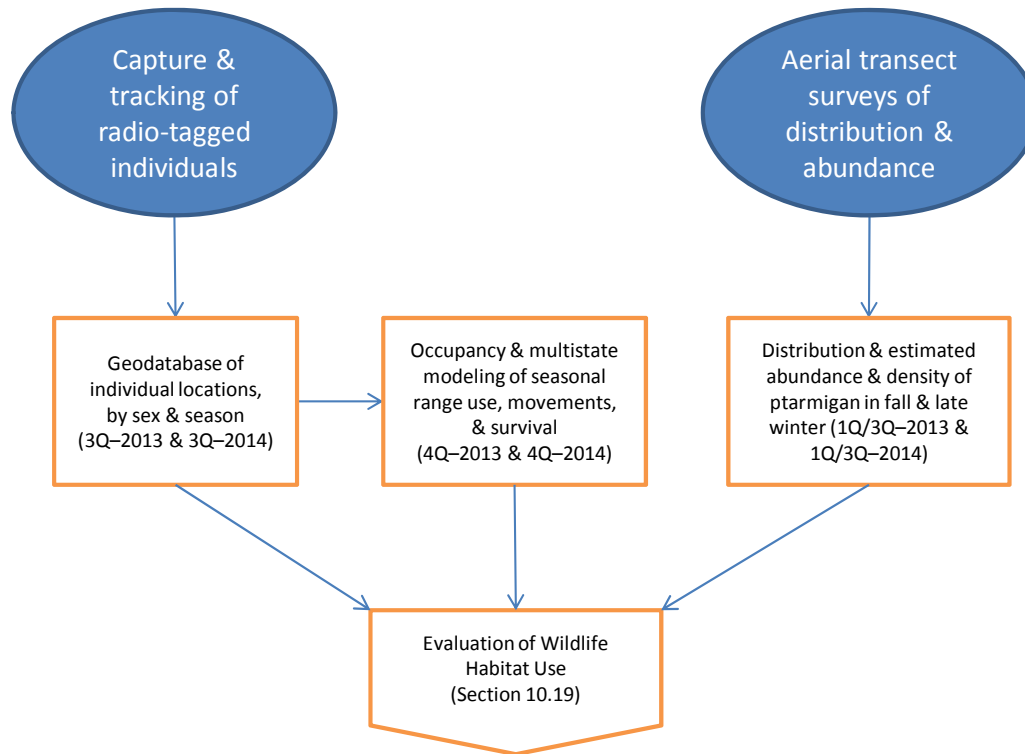 Capture &
tracking of
radio-tagged
individuals
Aerial transect
surveys of
distribution &
abundance
Geodatabase of
individual locations,
by sex & season
(3Q–2013 & 3Q–2014)
Occupancy & multistate
modeling of seasonal
range use, movements,
& survival
(4Q–2013 & 4Q–2014)
Distribution & estimated
abundance & density of
ptarmigan in fall & late
winter (1Q/3Q–2013 &
1Q/3Q–2014)
Evaluation of Wildlife
Habitat Use
(Section 10.19)